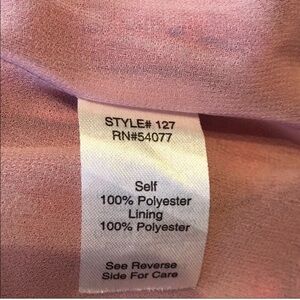 STYLE# 127
RN#54077
Self
100% Polyester
Lining
100% Polyester
See Reverse
Side For Care